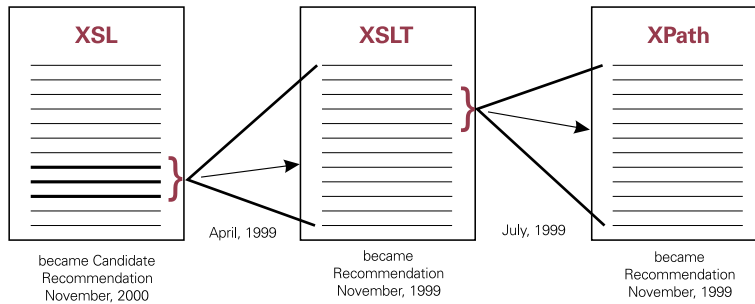 XSL
XSLT
XPath
April, 1999
July, 1999
became Candidate
Recommendation
November, 2000
became
Recommendation
November, 1999
became
Recommendation
November, 1999